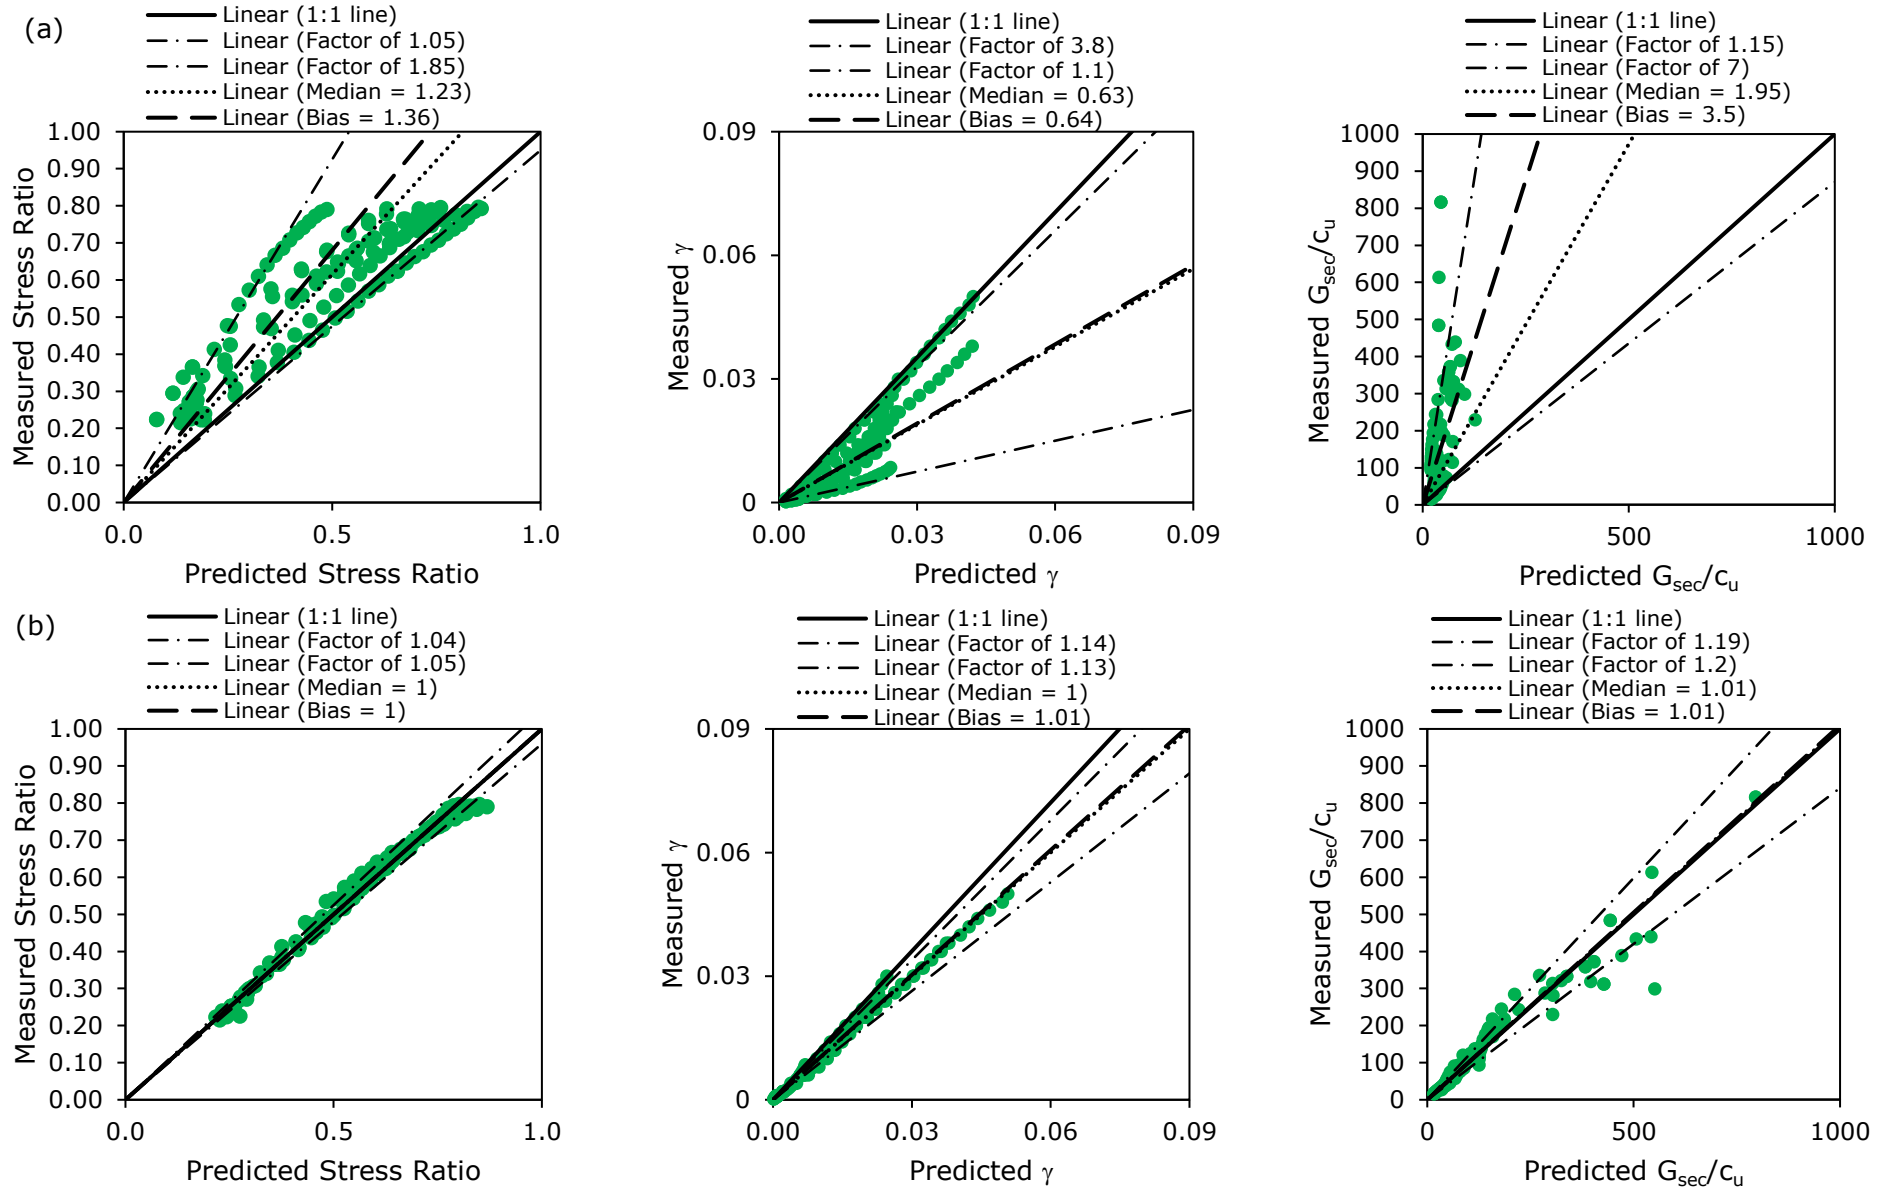 (a)
Linear (1:1 line)
Linear (Factor of 1.05)
Linear (Factor of 1.85)
Linear (Median = 1.23)
Linear (Bias = 1.36)
1.00
0.90
0.80
0.70
0.60
0.50
0.40
0.30
0.20
0.10
0.00
0.0
0.5
1.0
Measured Stress Ratio
Predicted Stress Ratio
Linear (1:1 line)
Linear (Factor of 3.8)
Linear (Factor of 1.1)
Linear (Median = 0.63)
Linear (Bias = 0.64)
0.09
0.06
0.03
0
0.00
0.03
0.06
0.09
Measured γ
Predicted γ
Linear (1:1 line)
Linear (Factor of 1.15)
Linear (Factor of 7)
Linear (Median = 1.95)
Linear (Bias = 3.5)
1000
900
800
700
600
500
400
300
200
100
0
0
500
1000
Measured Gsec/cu
Predicted Gsec/cu
(b)
Linear (1:1 line)
Linear (Factor of 1.04)
Linear (Factor of 1.05)
Linear (Median = 1)
Linear (Bias = 1)
1.00
0.90
0.80
0.70
0.60
0.50
0.40
0.30
0.20
0.10
0.00
0.0
0.5
1.0
Measured Stress Ratio
Predicted Stress Ratio
Linear (1:1 line)
Linear (Factor of 1.14)
Linear (Factor of 1.13)
Linear (Median = 1)
Linear (Bias = 1.01)
0.09
0.06
0.03
0
0.00
0.03
0.06
0.09
Measured γ
Predicted γ
Linear (1:1 line)
Linear (Factor of 1.19)
Linear (Factor of 1.2)
Linear (Median = 1.01)
Linear (Bias = 1.01)
1000
900
800
700
600
500
400
300
200
100
0
0
500
1000
Measured Gsec/cu
Predicted Gsec/cu